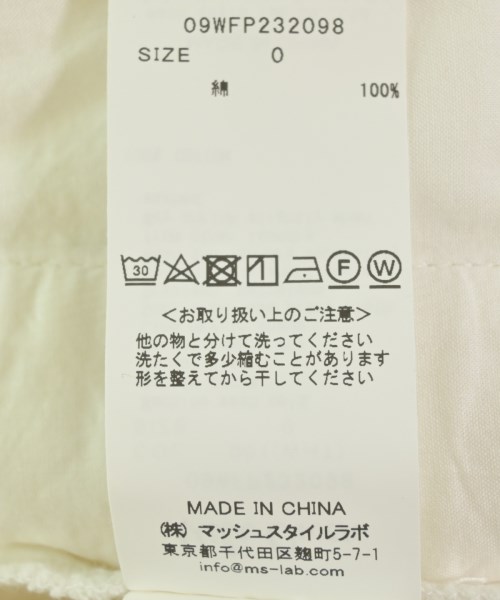 09WFP232098
SIZE 0
綿 100%
30 F W
<お取り扱い上のご注意>
他の物と分けて洗ってください
洗たくで多少縮むことがあります
形を整えてから干してください
MADE IN CHINA
(株) マッシュスタイルラボ
東京都千代田区麹町5-7-1
info@ms-lab.com